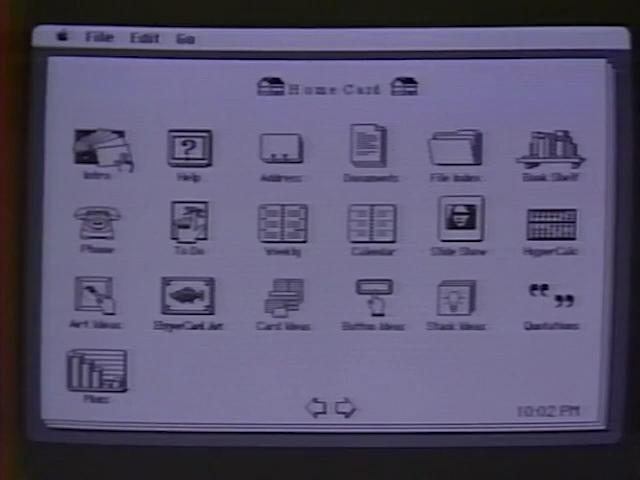 File Edit Go
Home Card
Intro Help Address Documents File Index Book Shelf
Phone To Do Weekly Calendar Slide Show HyperCalc
Art Ideas HyperCard Art Card Ideas Button Ideas Stack Ideas Quotations
Plots
10:02 PM